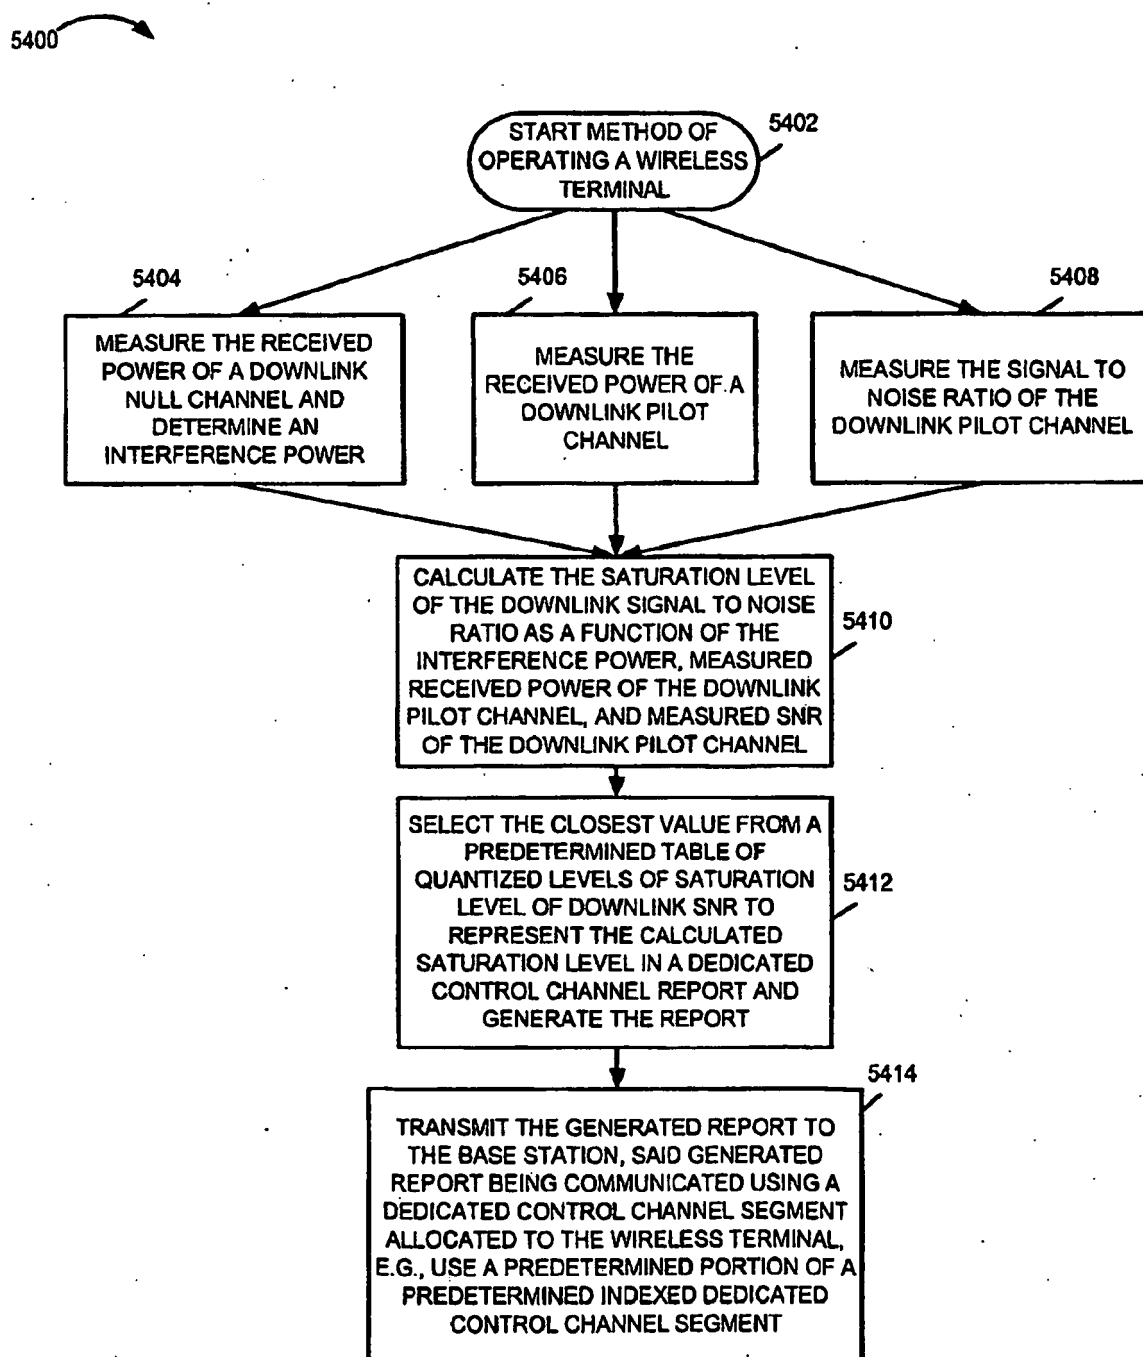 5400
START METHOD OF
OPERATING A WIRELESS
TERMINAL
5402
5404
MEASURE THE RECEIVED
POWER OF A DOWNLINK
NULL CHANNEL AND
DETERMINE AN
INTERFERENCE POWER
5406
MEASURE THE
RECEIVED POWER OF A
DOWNLINK PILOT
CHANNEL
5408
MEASURE THE SIGNAL TO
NOISE RATIO OF THE
DOWNLINK PILOT CHANNEL
CALCULATE THE SATURATION LEVEL
OF THE DOWNLINK SIGNAL TO NOISE
RATIO AS A FUNCTION OF THE
INTERFERENCE POWER, MEASURED
RECEIVED POWER OF THE DOWNLINK
PILOT CHANNEL, AND MEASURED SNR
OF THE DOWNLINK PILOT CHANNEL
5410
SELECT THE CLOSEST VALUE FROM A
PREDETERMINED TABLE OF
QUANTIZED LEVELS OF SATURATION
LEVEL OF DOWNLINK SNR TO
REPRESENT THE CALCULATED
SATURATION LEVEL IN A DEDICATED
CONTROL CHANNEL REPORT AND
GENERATE THE REPORT
5412
5414
TRANSMIT THE GENERATED REPORT TO
THE BASE STATION, SAID GENERATED
REPORT BEING COMMUNICATED USING A
DEDICATED CONTROL CHANNEL SEGMENT
ALLOCATED TO THE WIRELESS TERMINAL,
E.G., USE A PREDETERMINED PORTION OF A
PREDETERMINED INDEXED DEDICATED
CONTROL CHANNEL SEGMENT